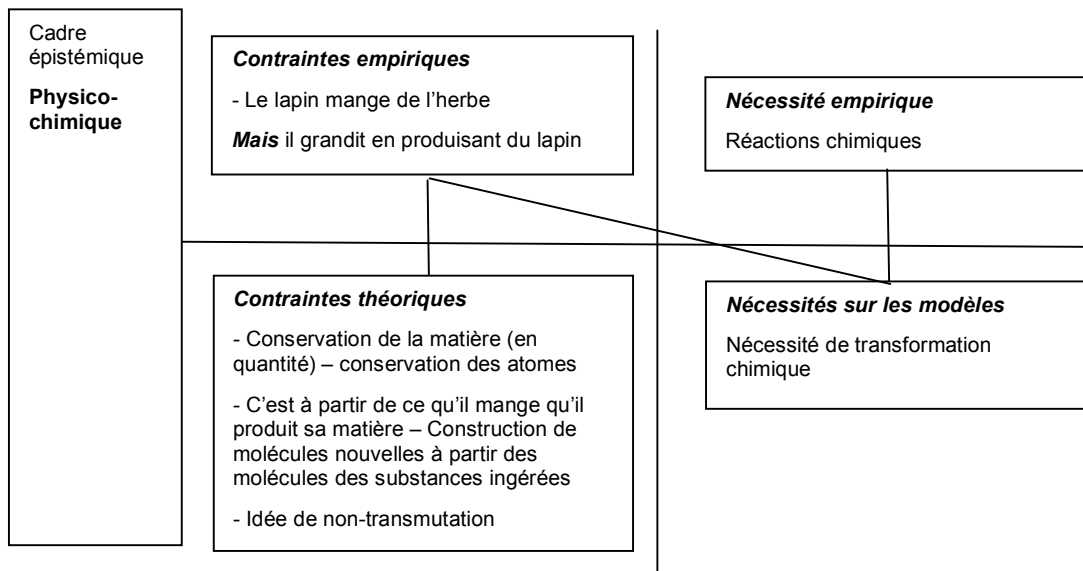 Cadre
épistémique
Physico-
chimique
Contraintes empiriques
- Le lapin mange de l’herbe
Mais il grandit en produisant du lapin
Nécessité empirique
Réactions chimiques
Contraintes théoriques
- Conservation de la matière (en
quantité) – conservation des atomes
- C’est à partir de ce qu’il mange qu’il
produit sa matière – Construction de
molécules nouvelles à partir des
molécules des substances ingérées
- Idée de non-transmutation
Nécessités sur les modèles
Nécessité de transformation
chimique